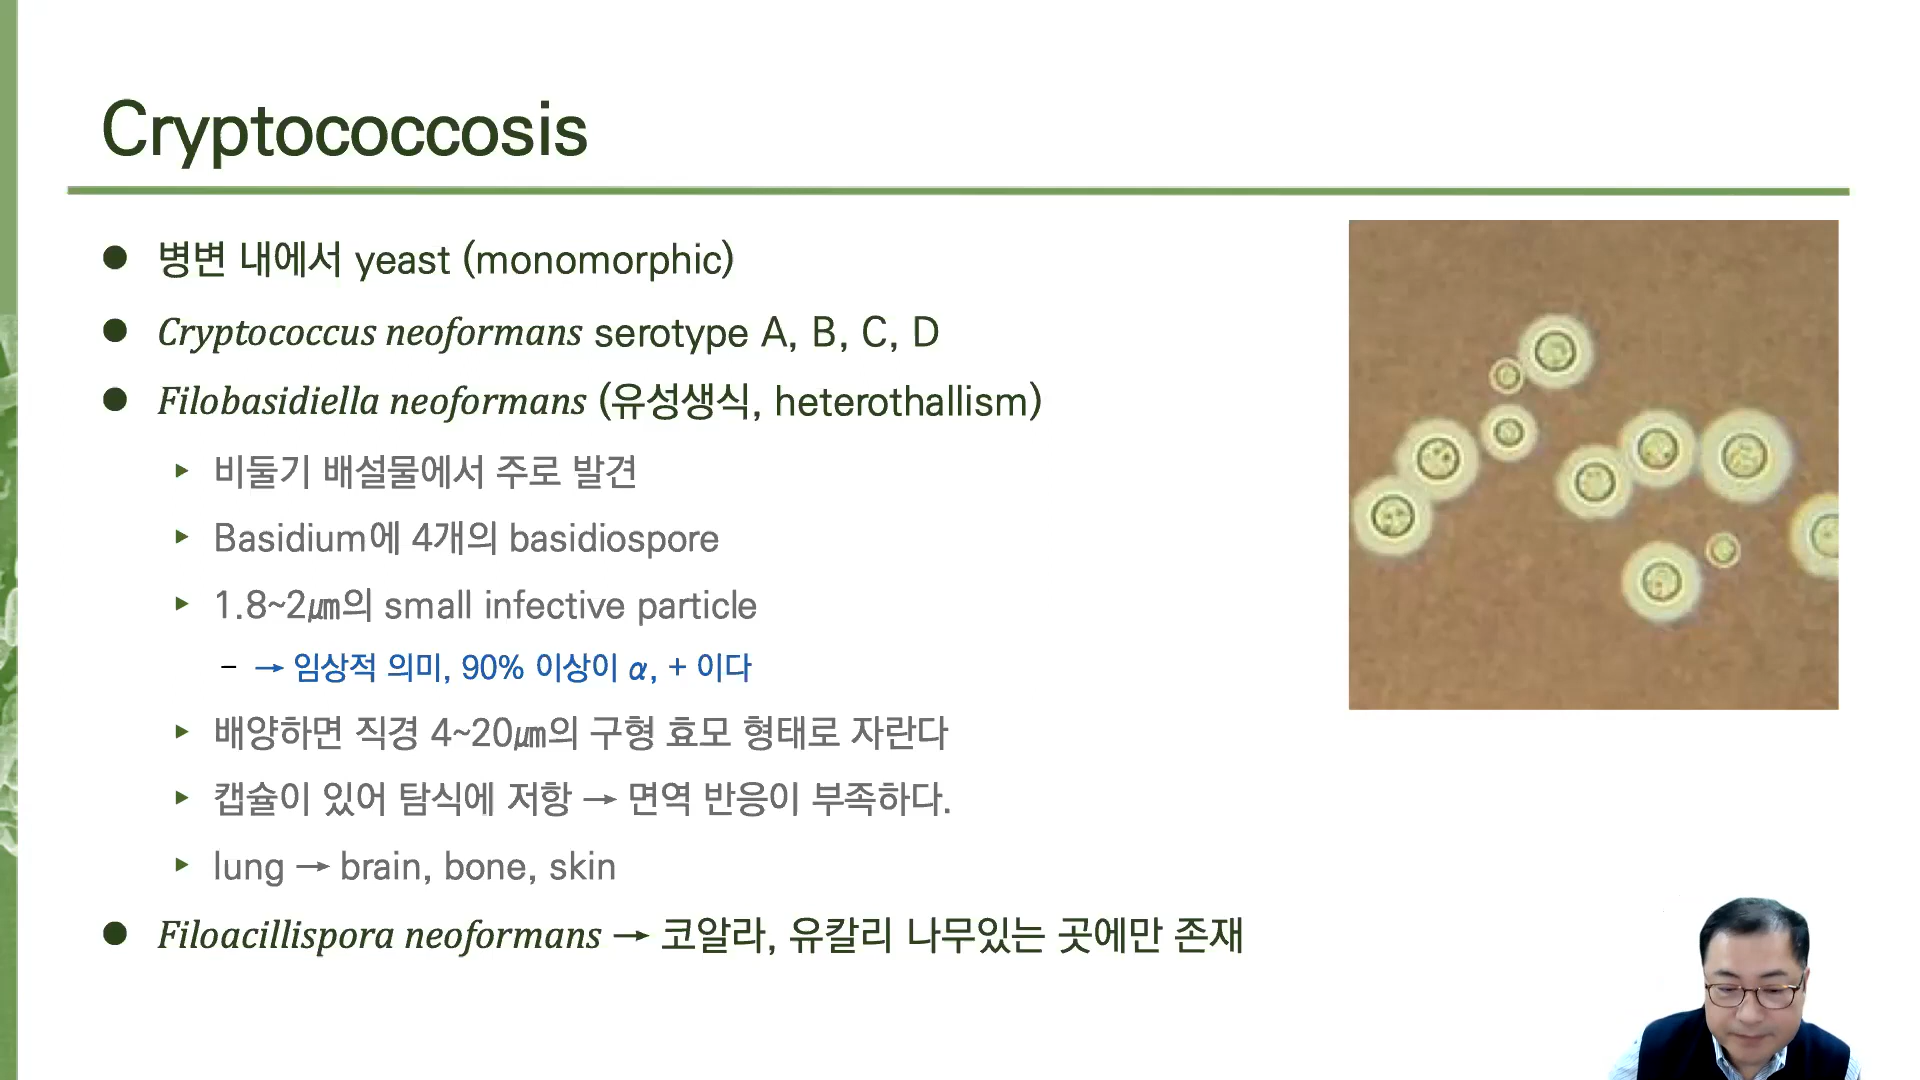 Cryptococcosis
● 병변 내에서 yeast (monomorphic)
● Cryptococcus neoformans serotype A, B, C, D
● Filobasidiella neoformans (유성생식, heterothallism)
▸ 비둘기 배설물에서 주로 발견
▸ Basidium에 4개의 basidiospore
▸ 1.8~2㎛의 small infective particle
– → 임상적 의미, 90% 이상이 α, + 이다
▸ 배양하면 직경 4~20㎛의 구형 효모 형태로 자란다
▸ 캡슐이 있어 탐식에 저항 → 면역 반응이 부족하다.
▸ lung → brain, bone, skin
● Filoacillispora neoformans → 코알라, 유칼리 나무있는 곳에만 존재